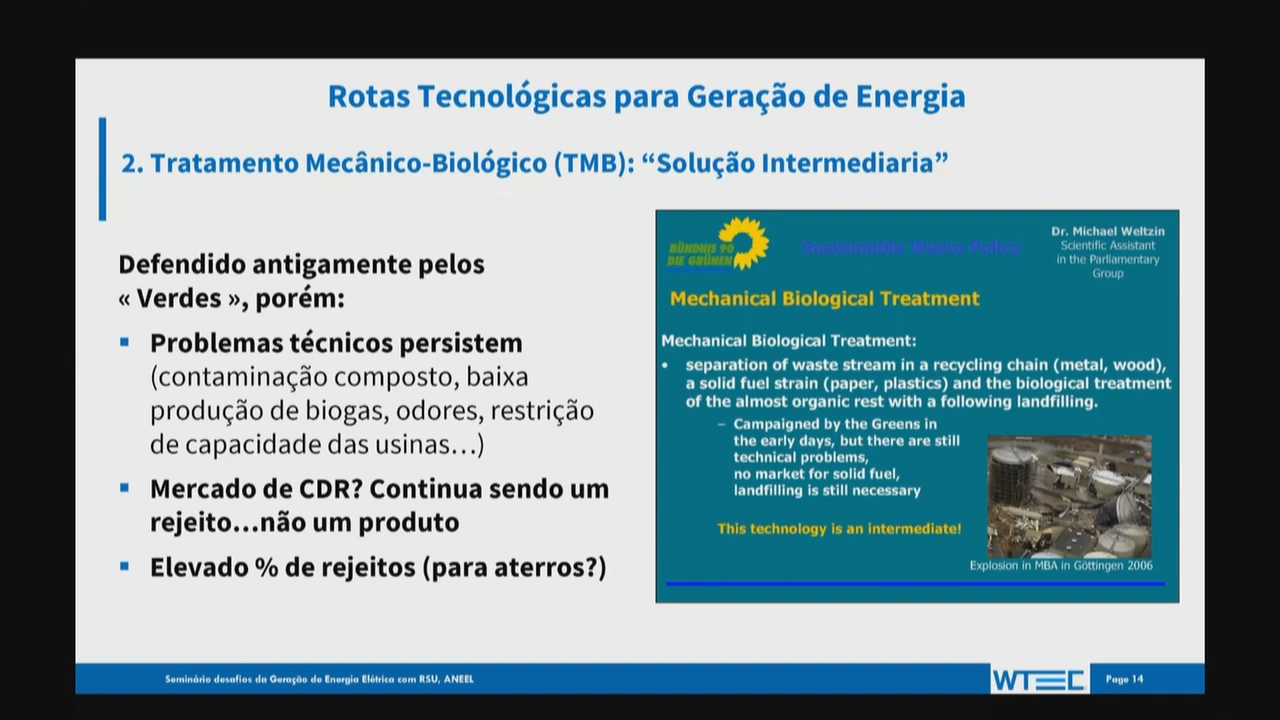 Rotas Tecnológicas para Geração de Energia
2. Tratamento Mecânico-Biológico (TMB): “Solução Intermediaria”
Defendido antigamente pelos
« Verdes », porém:
Problemas técnicos persistem
(contaminação composto, baixa
produção de biogas, odores, restrição
de capacidade das usinas…)
Mercado de CDR? Continua sendo um
rejeito…não um produto
Elevado % de rejeitos (para aterros?)
BÜNDNIS 90
DIE GRÜNEN
Sustainable Waste Policy
Dr. Michael Weltzin
Scientific Assistant
in the Parliamentary
Group
Mechanical Biological Treatment
Mechanical Biological Treatment:
• separation of waste stream in a recycling chain (metal, wood),
a solid fuel strain (paper, plastics) and the biological treatment
of the almost organic rest with a following landfilling.
– Campaigned by the Greens in
the early days, but there are still
technical problems,
no market for solid fuel,
landfilling is still necessary
This technology is an intermediate!
Explosion in MBA in Göttingen 2006
Seminário desafios da Geração de Energia Elétrica com RSU, ANEEL
WTEC
Page 14